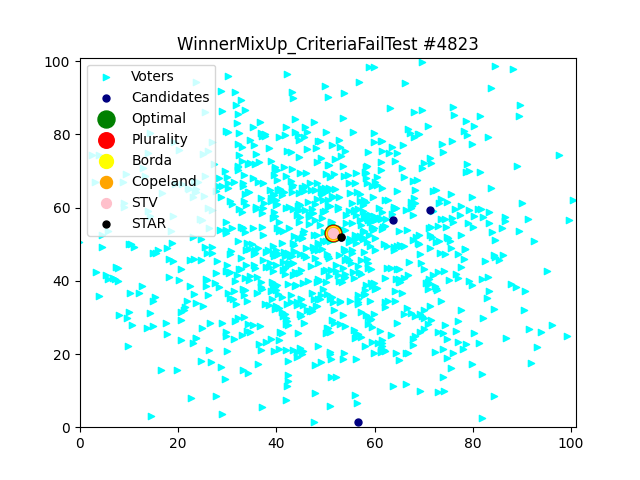 WinnerMixUp_CriteriaFailTest #4823
100
80
60
40
20
0
0 20 40 60 80 100
Voters
Candidates
Optimal
Plurality
Borda
Copeland
STV
STAR